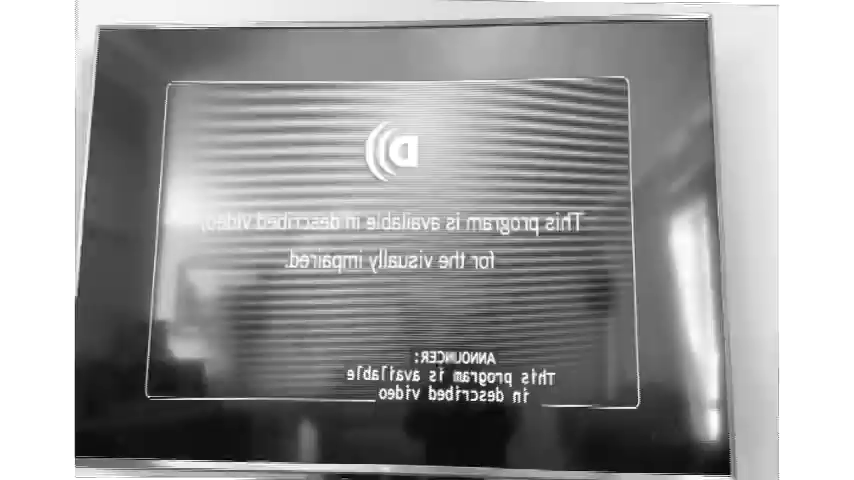 D
This program is available in described video,
for the visually impaired.
ANNOUNCER:
This program is available
in described video